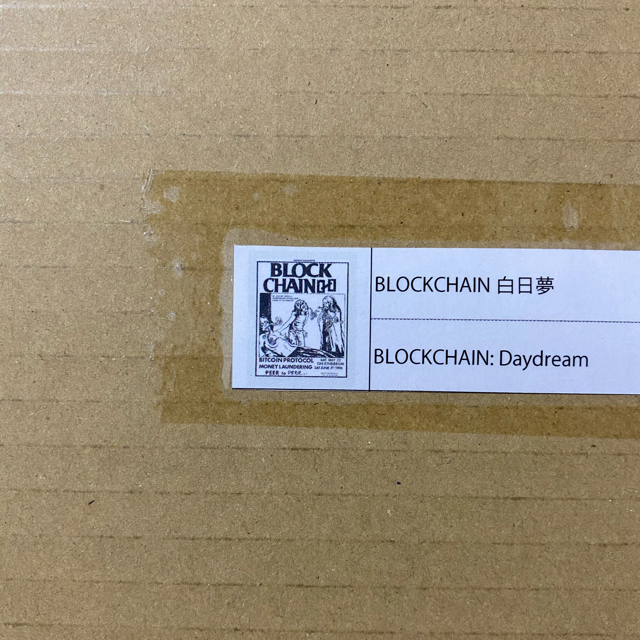 BLOCK
CHAIN
BITCOIN PROTOCOL
MONEY LAUNDERING
PEER to PEER
BLOCKCHAIN 白日夢
BLOCKCHAIN: Daydream